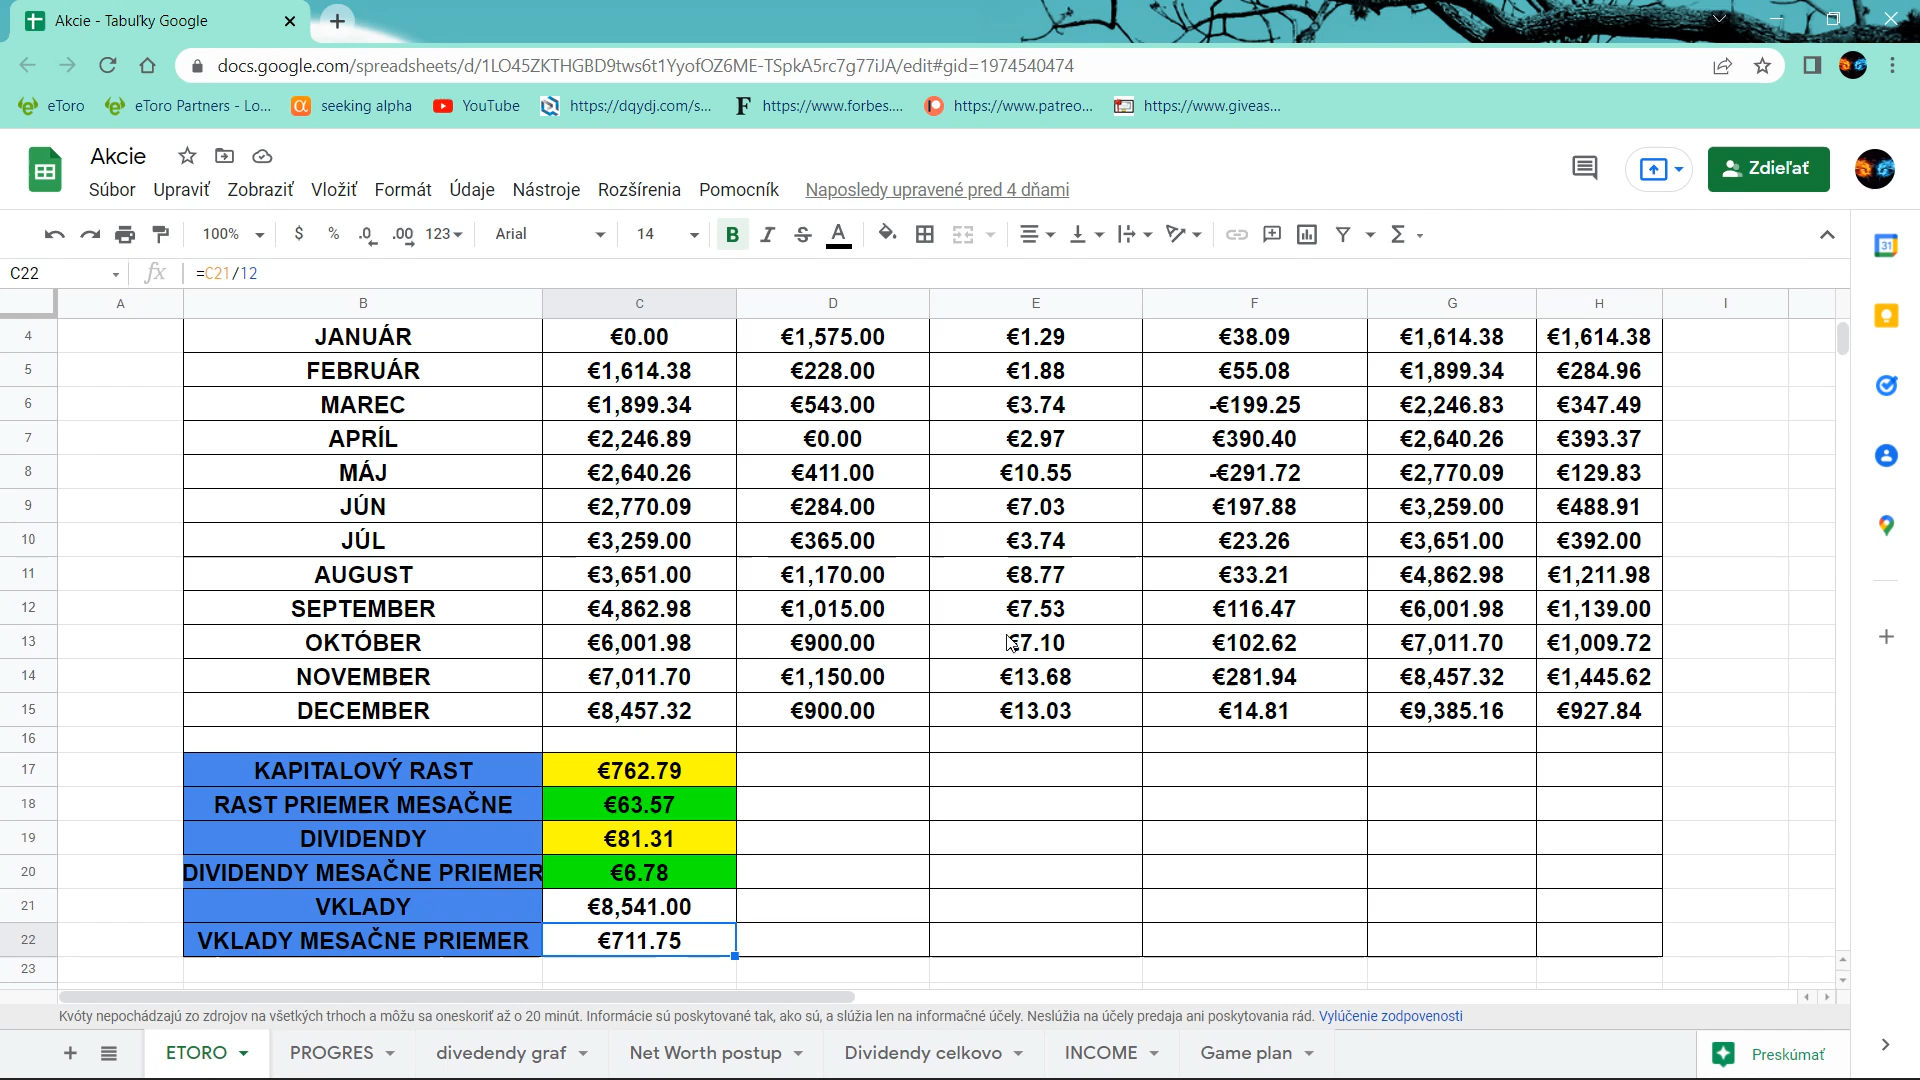 Akcie - Tabuľky Google
docs.google.com/spreadsheets/d/1LO45ZKTHGBD9tws6t1YyofOZ6ME-TSpkA5rc7g77iJA/edit#gid=1974540474
eToro eToro Partners - Lo... seeking alpha YouTube https://dqydj.com/s... https://www.forbes.... https://www.patreo... https://www.giveas...
Akcie
Zdieľať
Súbor Upraviť Zobraziť Vložiť Formát Údaje Nástroje Rozšírenia Pomocník Naposledy upravené pred 4 dňami
100% $ % .0 .00 123 Arial 14 B I S A Σ
31
C22 fx =C21/12
A B C D E F G H I
4 JANUÁR €0.00 €1,575.00 €1.29 €38.09 €1,614.38 €1,614.38
5 FEBRUÁR €1,614.38 €228.00 €1.88 €55.08 €1,899.34 €284.96
6 MAREC €1,899.34 €543.00 €3.74 -€199.25 €2,246.83 €347.49
7 APRÍL €2,246.89 €0.00 €2.97 €390.40 €2,640.26 €393.37
8 MÁJ €2,640.26 €411.00 €10.55 -€291.72 €2,770.09 €129.83
9 JÚN €2,770.09 €284.00 €7.03 €197.88 €3,259.00 €488.91
10 JÚL €3,259.00 €365.00 €3.74 €23.26 €3,651.00 €392.00
11 AUGUST €3,651.00 €1,170.00 €8.77 €33.21 €4,862.98 €1,211.98
12 SEPTEMBER €4,862.98 €1,015.00 €7.53 €116.47 €6,001.98 €1,139.00
13 OKTÓBER €6,001.98 €900.00 €7.10 €102.62 €7,011.70 €1,009.72
14 NOVEMBER €7,011.70 €1,150.00 €13.68 €281.94 €8,457.32 €1,445.62
15 DECEMBER €8,457.32 €900.00 €13.03 €14.81 €9,385.16 €927.84
16
17 KAPITALOVÝ RAST €762.79
18 RAST PRIEMER MESAČNE €63.57
19 DIVIDENDY €81.31
20 DIVIDENDY MESAČNE PRIEMER €6.78
21 VKLADY €8,541.00
22 VKLADY MESAČNE PRIEMER €711.75
23
Kvóty nepochádzajú zo zdrojov na všetkých trhoch a môžu sa oneskoriť až o 20 minút. Informácie sú poskytované tak, ako sú, a slúžia len na informačné účely. Neslúžia na účely predaja ani poskytovania rád. Vylúčenie zodpovenosti
ETORO PROGRES divedendy graf Net Worth postup Dividendy celkovo INCOME Game plan Preskúmať